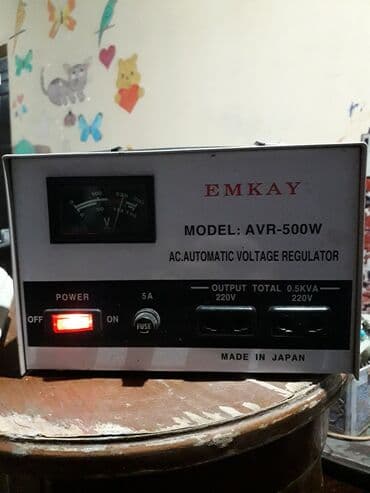 EMKAY
MODEL: AVR-500W
AC.AUTOMATIC VOLTAGE REGULATOR
POWER
OFF ON
5A
FUSE
OUTPUT TOTAL 0.5KVA
220V 220V
MADE IN JAPAN
V